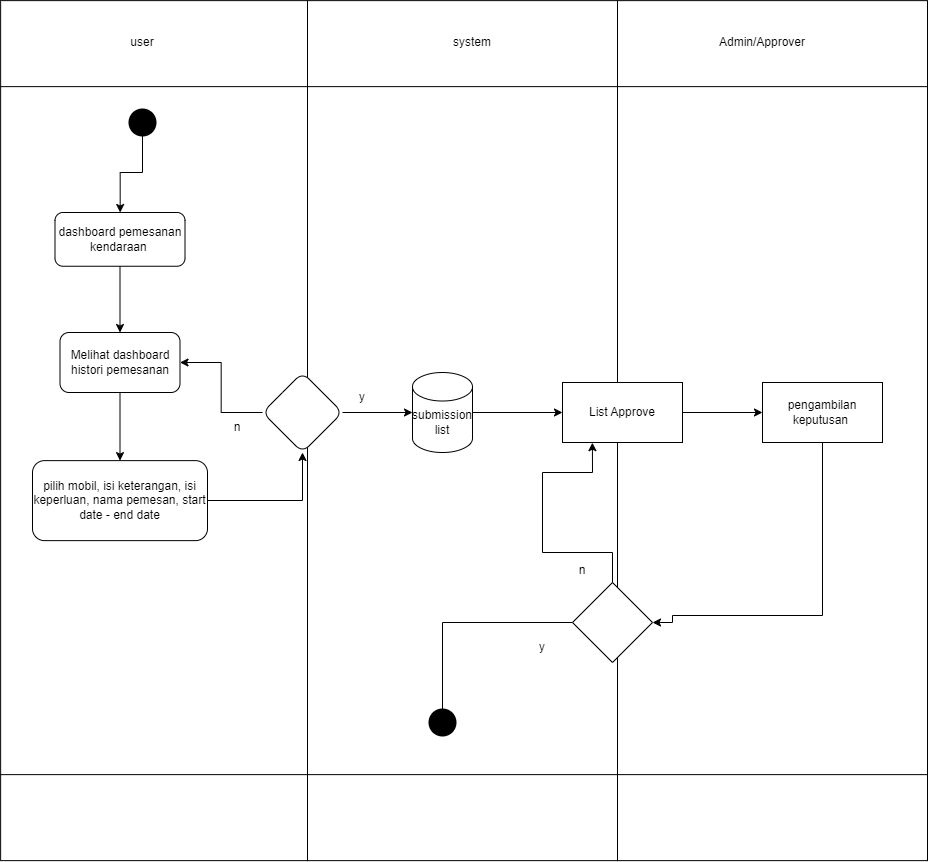 user
system
Admin/Approver
dashboard pemesanan
kendaraan
Melihat dashboard
histori pemesanan
n
y
submission
list
List Approve
pengambilan
keputusan
pilih mobil, isi keterangan, isi
keperluan, nama pemesan, start
date - end date
n
y